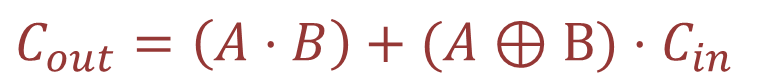 C_out = (A · B) + (A ⊕ B) · C_in